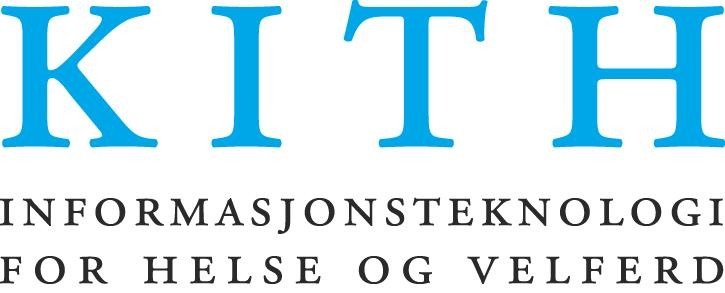 KITH
INFORMASJONSTEKNOLOGI
FOR HELSE OG VELFERD